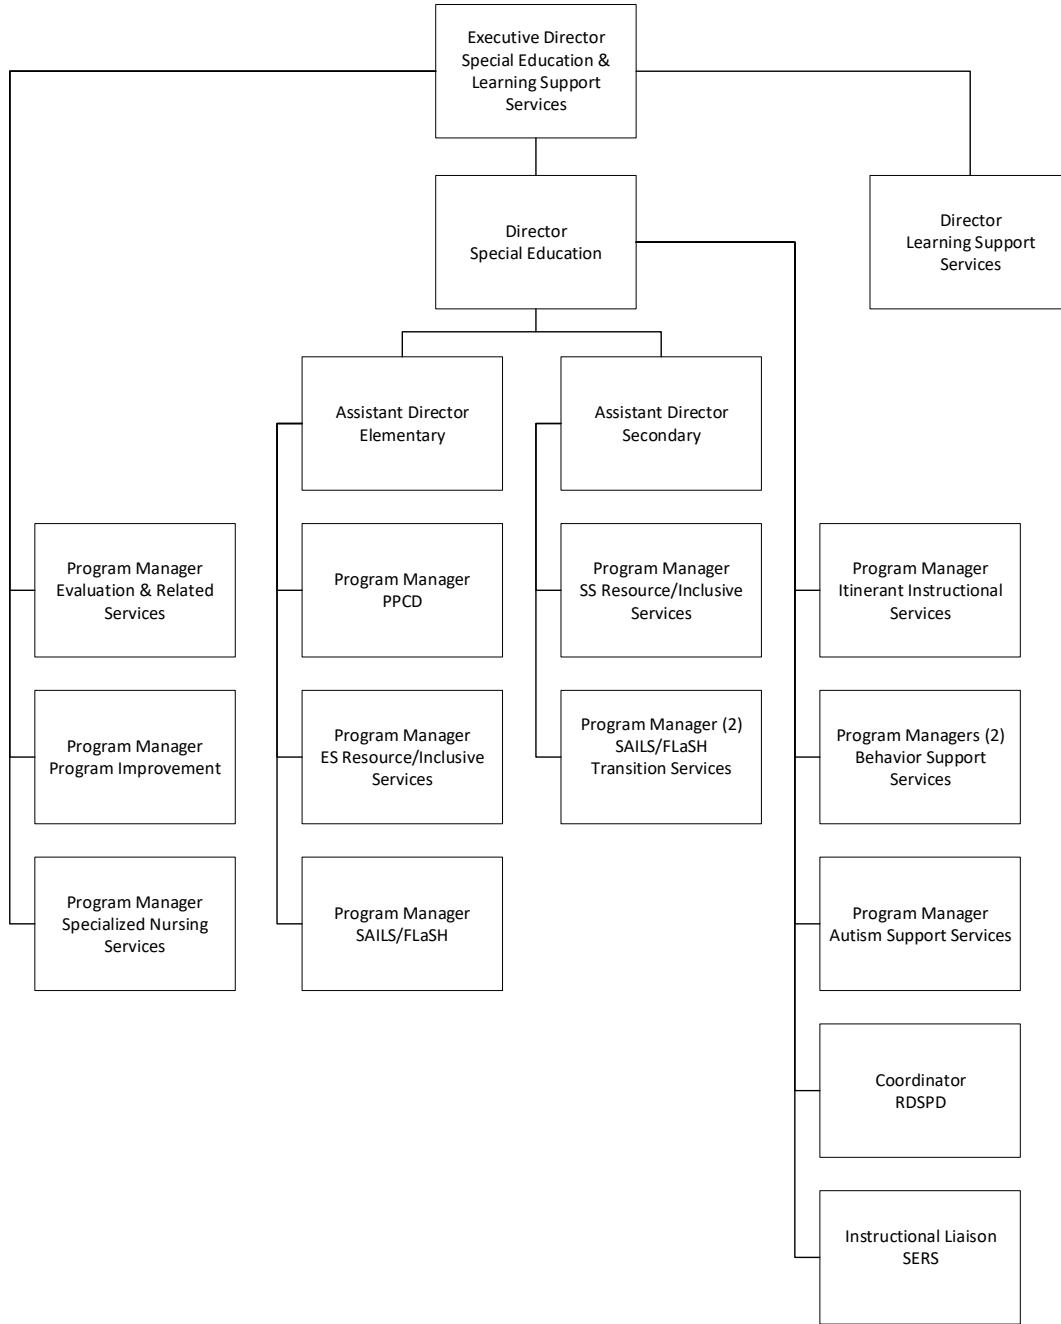 Executive Director
Special Education &
Learning Support
Services
Director
Special Education
Director
Learning Support
Services
Assistant Director
Elementary
Assistant Director
Secondary
Program Manager
Evaluation & Related
Services
Program Manager
PPCD
Program Manager
SS Resource/Inclusive
Services
Program Manager
Itinerant Instructional
Services
Program Manager
Program Improvement
Program Manager
ES Resource/Inclusive
Services
Program Manager (2)
SAILS/FLaSH
Transition Services
Program Managers (2)
Behavior Support
Services
Program Manager
Specialized Nursing
Services
Program Manager
SAILS/FLaSH
Program Manager
Autism Support Services
Coordinator
RDSPD
Instructional Liaison
SERS